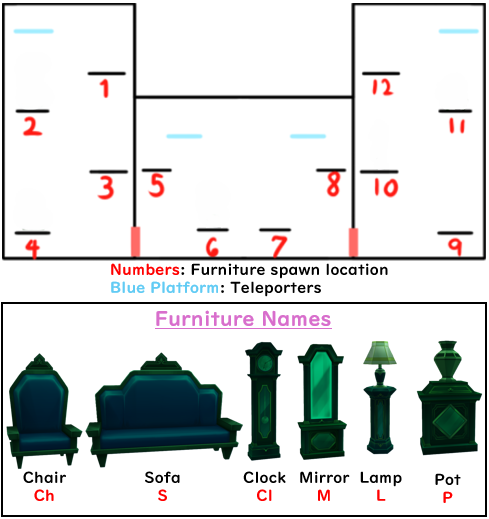 1
12
2
11
3
5
8
10
4
6
7
9
Numbers: Furniture spawn location
Blue Platform: Teleporters
Furniture Names
Chair
Sofa
Clock
Mirror
Lamp
Pot
Ch
S
Cl
M
L
P